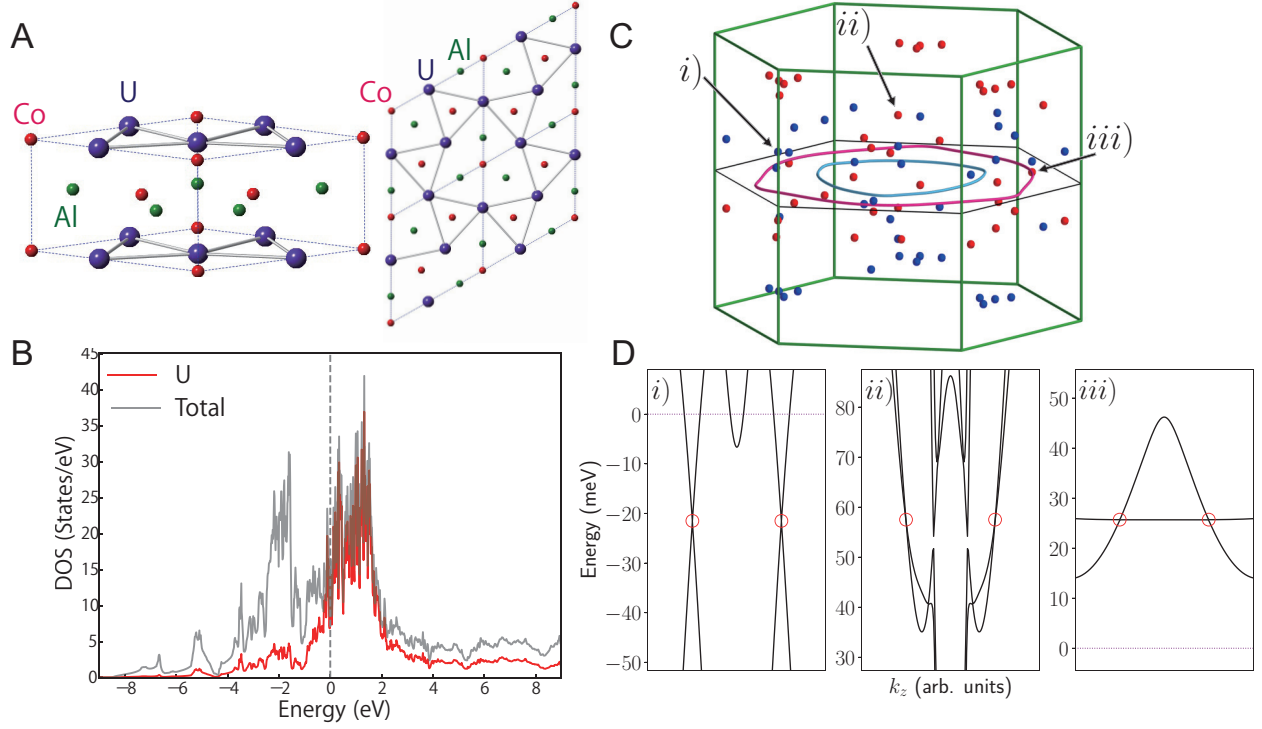 A
U
Co
Al
Al
U
Co
C
ii)
i)
iii)
B
DOS (States/eV)
45
40
35
30
25
20
15
10
5
0
U
Total
−8 −6 −4 −2 0 2 4 6 8
Energy (eV)
D
Energy (meV)
i)
0
−10
−20
−30
−40
−50
ii)
80
70
60
50
40
30
iii)
50
40
30
20
10
0
kz (arb. units)